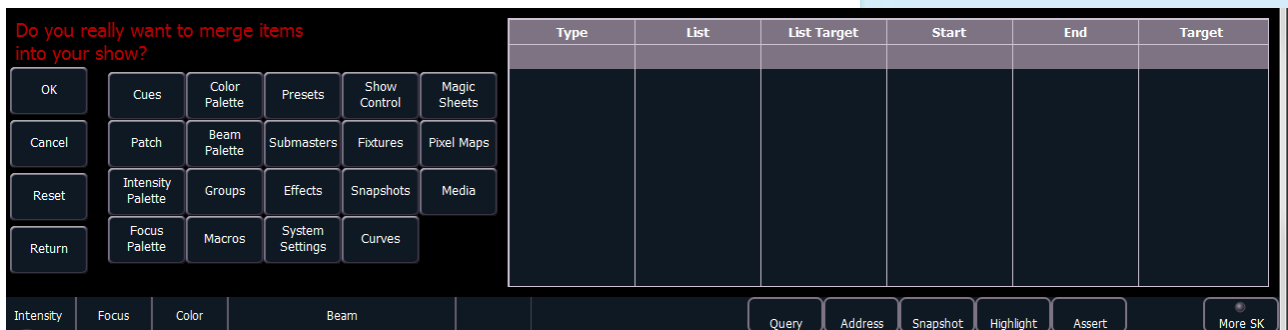 Do you really want to merge items
into your show?
Type List List Target Start End Target
OK
Cues
Color
Palette
Presets
Show
Control
Magic
Sheets
Cancel
Patch
Beam
Palette
Submasters
Fixtures
Pixel Maps
Reset
Intensity
Palette
Groups
Effects
Snapshots
Media
Return
Focus
Palette
Macros
System
Settings
Curves
Intensity Focus Color Beam Query Address Snapshot Highlight Assert More SK